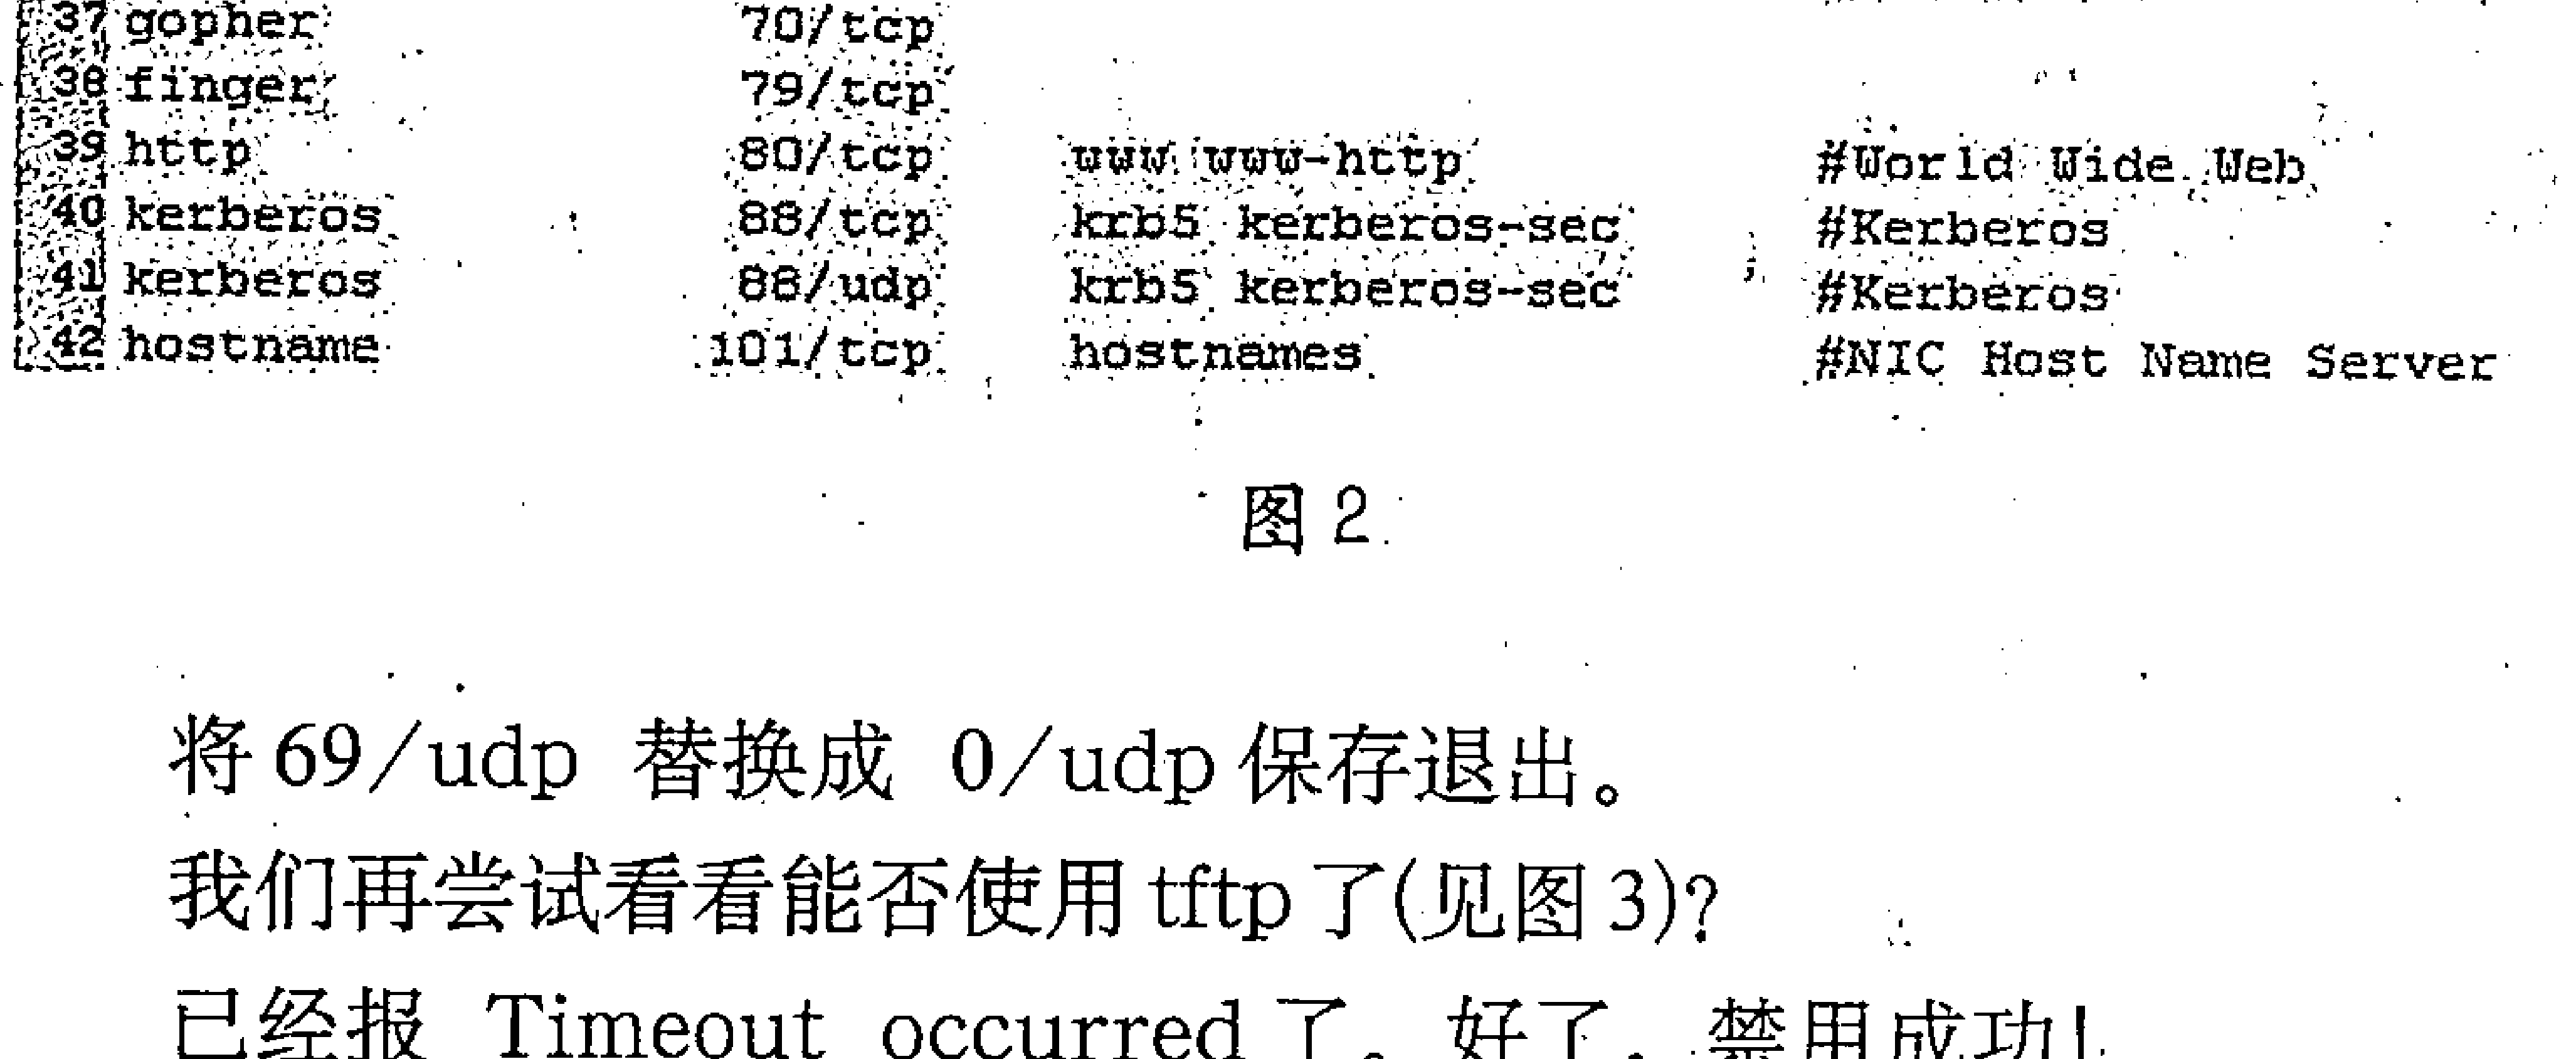 37 gopher 70/tcp
38 finger 79/tcp
39 http 80/tcp www www-http #World Wide Web
40 kerberos 88/tcp krb5 kerberos-sec #Kerberos
41 kerberos 88/udp krb5 kerberos-sec #Kerberos
42 hostname 101/tcp hostnames #NIC Host Name Server
图 2
将 69/udp 替换成 0/udp 保存退出。
我们再尝试看看能否使用 tftp 了(见图 3)?
已经报 Timeout occurred 了。好了，禁用成功!